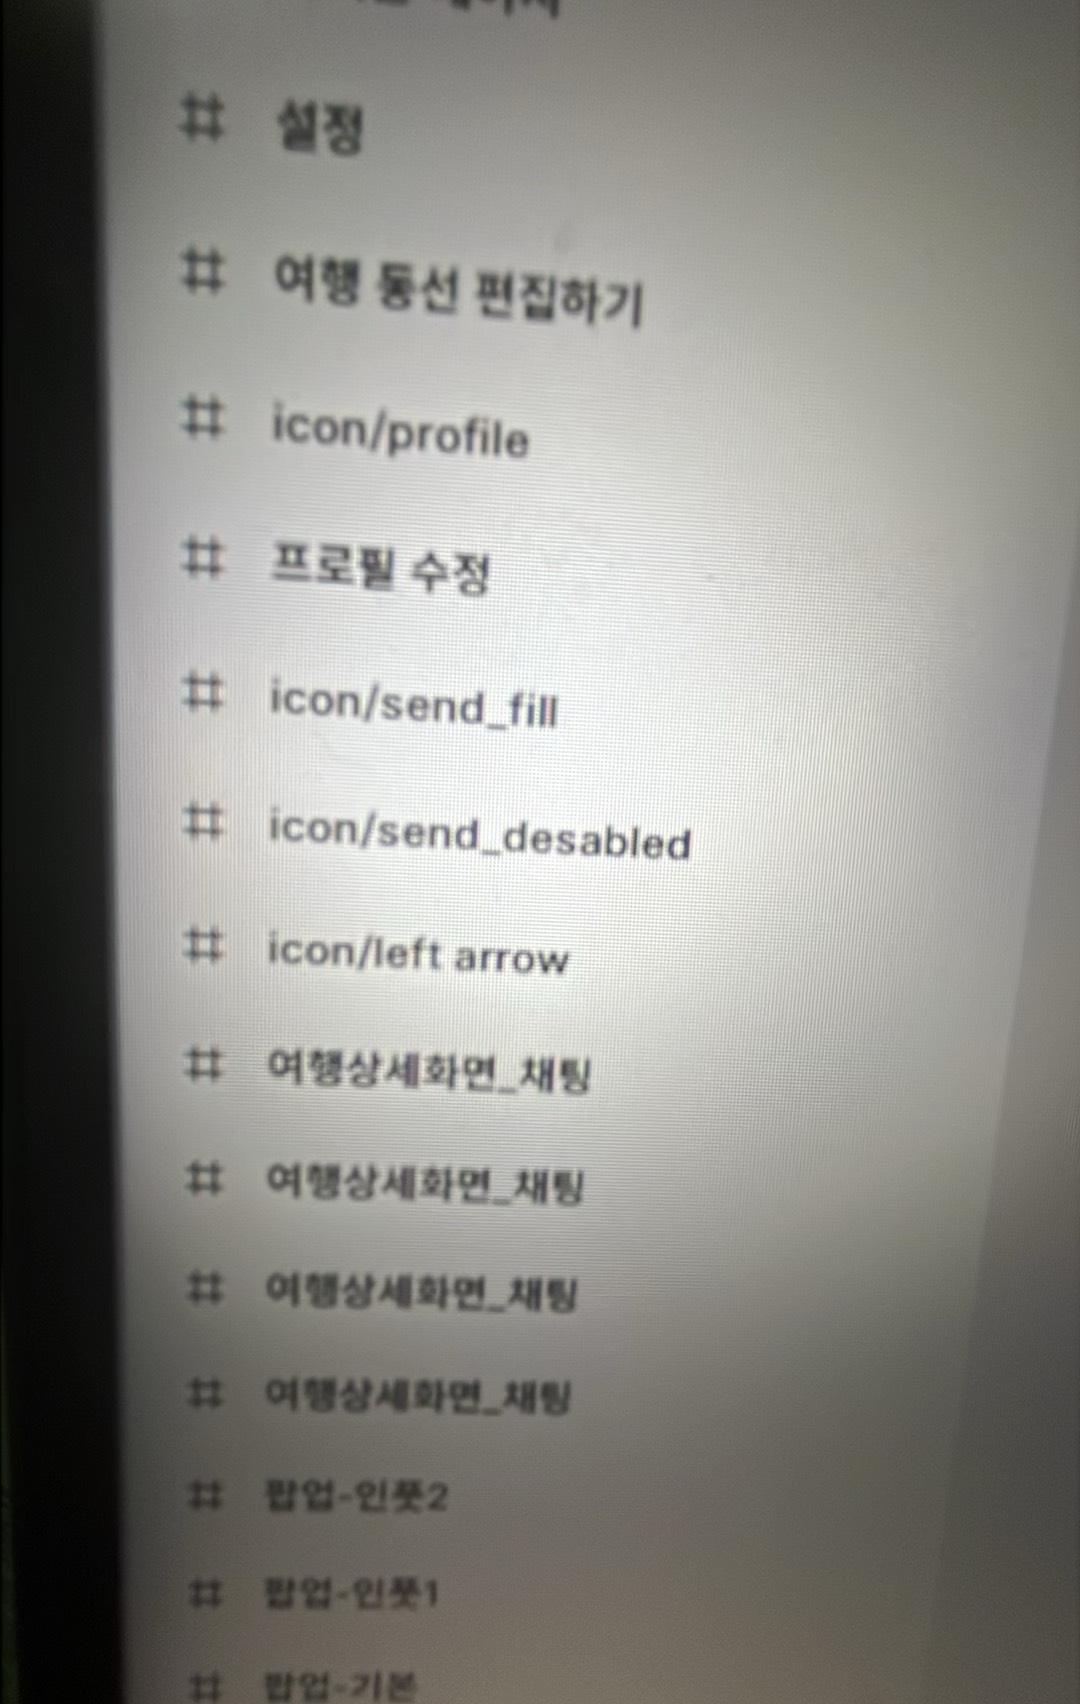 # 설정
# 여행 동선 편집하기
# icon/profile
# 프로필 수정
# icon/send_fill
# icon/send_desabled
# icon/left arrow
# 여행상세화면_채팅
# 여행상세화면_채팅
# 여행상세화면_채팅
# 여행상세화면_채팅
# 팝업-인풋2
# 팝업-인풋1
# 팝업-기본